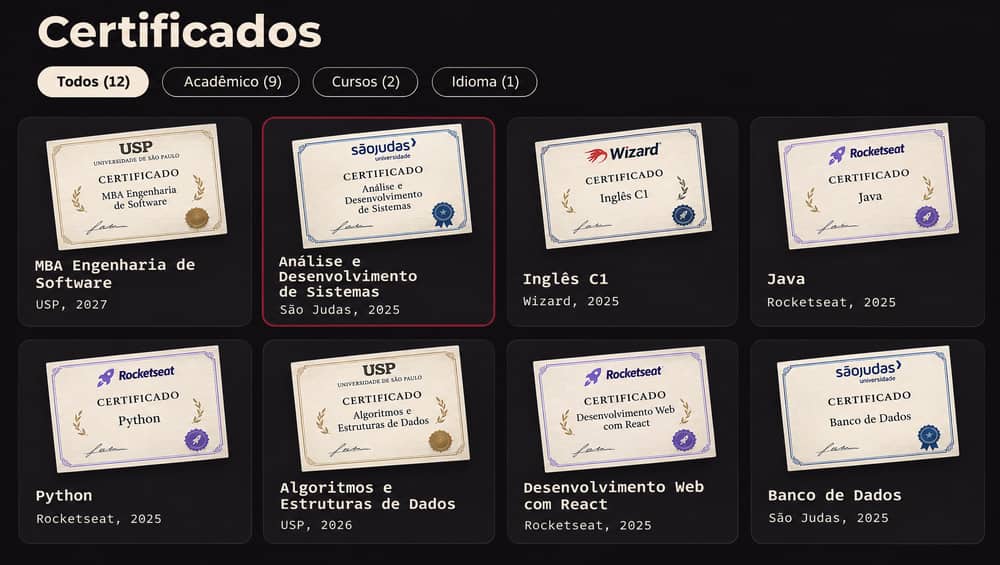 Certificados
Todos (12)
Acadêmico (9)
Cursos (2)
Idioma (1)
USP
UNIVERSIDADE DE SÃO PAULO
CERTIFICADO
MBA Engenharia
de Software
MBA Engenharia de
Software
USP, 2027
sãojudas
universidade
CERTIFICADO
Análise e
Desenvolvimento
de Sistemas
Análise e
Desenvolvimento
de Sistemas
São Judas, 2025
Wizard
CERTIFICADO
Inglês C1
Inglês C1
Wizard, 2025
Rocketseat
CERTIFICADO
Java
Java
Rocketseat, 2025
Rocketseat
CERTIFICADO
Python
Python
Rocketseat, 2025
USP
UNIVERSIDADE DE SÃO PAULO
CERTIFICADO
Algoritmos e
Estruturas de Dados
Algoritmos e
Estruturas de Dados
USP, 2026
Rocketseat
CERTIFICADO
Desenvolvimento Web
com React
Desenvolvimento Web
com React
Rocketseat, 2025
sãojudas
universidade
CERTIFICADO
Banco de Dados
Banco de Dados
São Judas, 2025